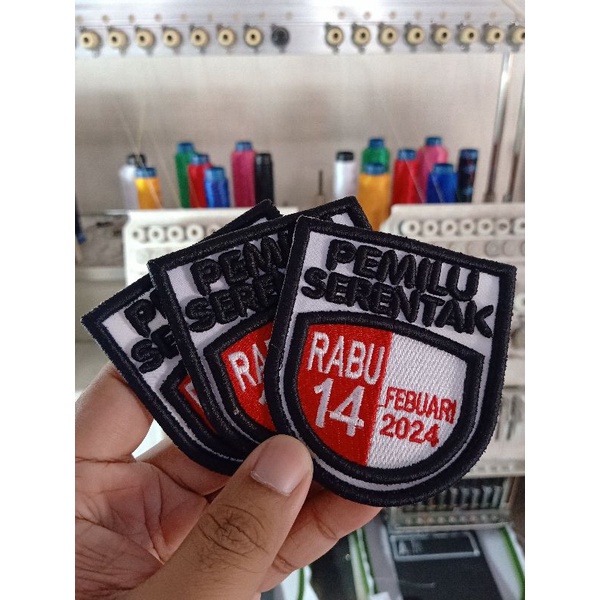 PEMILU
SERENTAK
RABU
14
FEBUARI
2024